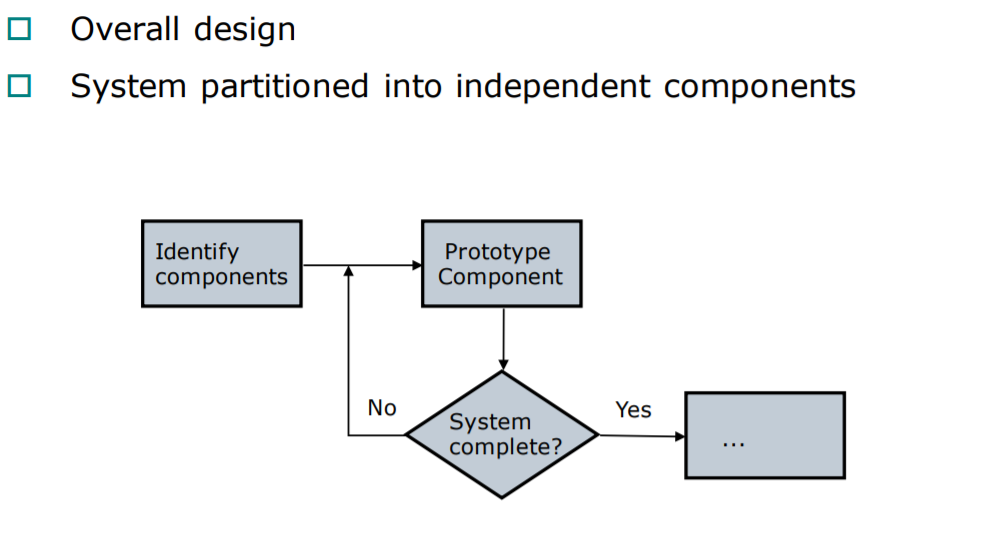 Overall design
System partitioned into independent components
Identify
components
Prototype
Component
No
System
complete?
Yes
...